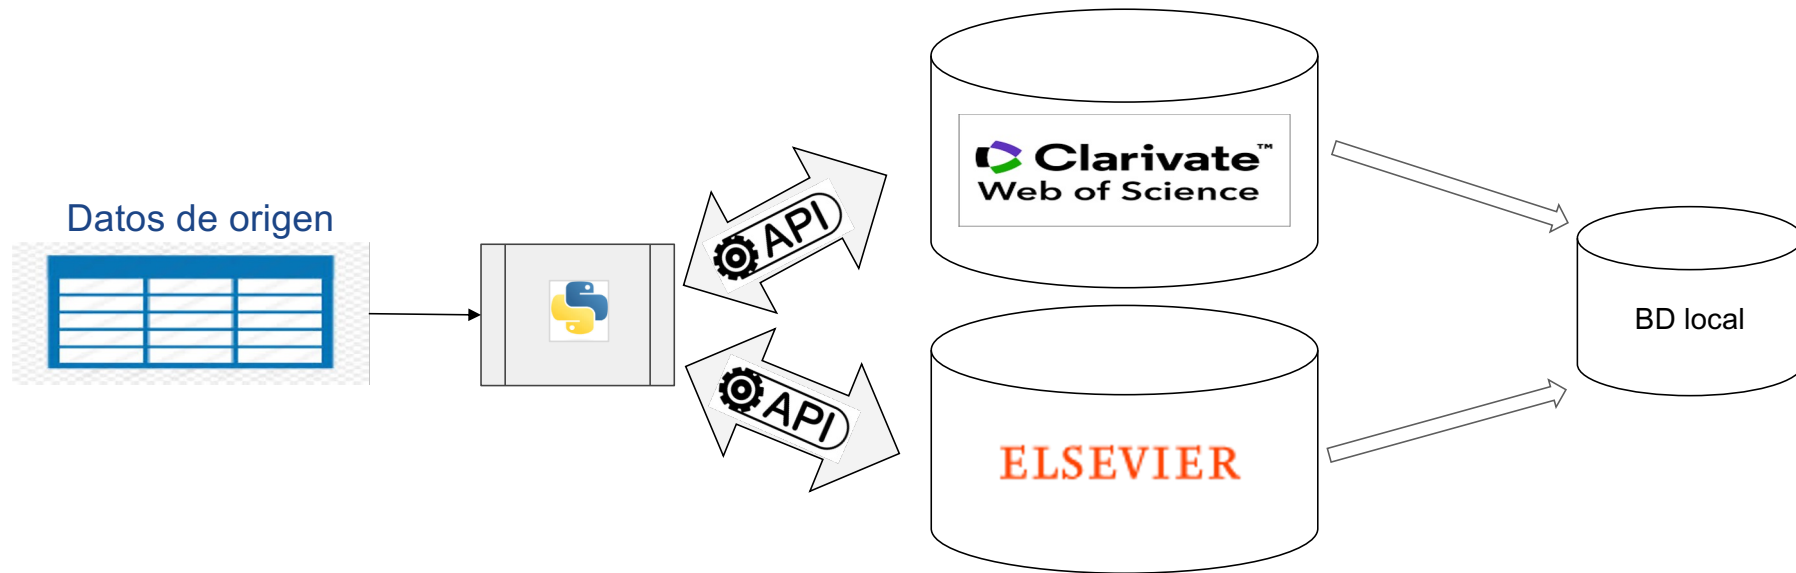 Datos de origen
API
Clarivate™
Web of Science
API
ELSEVIER
BD local